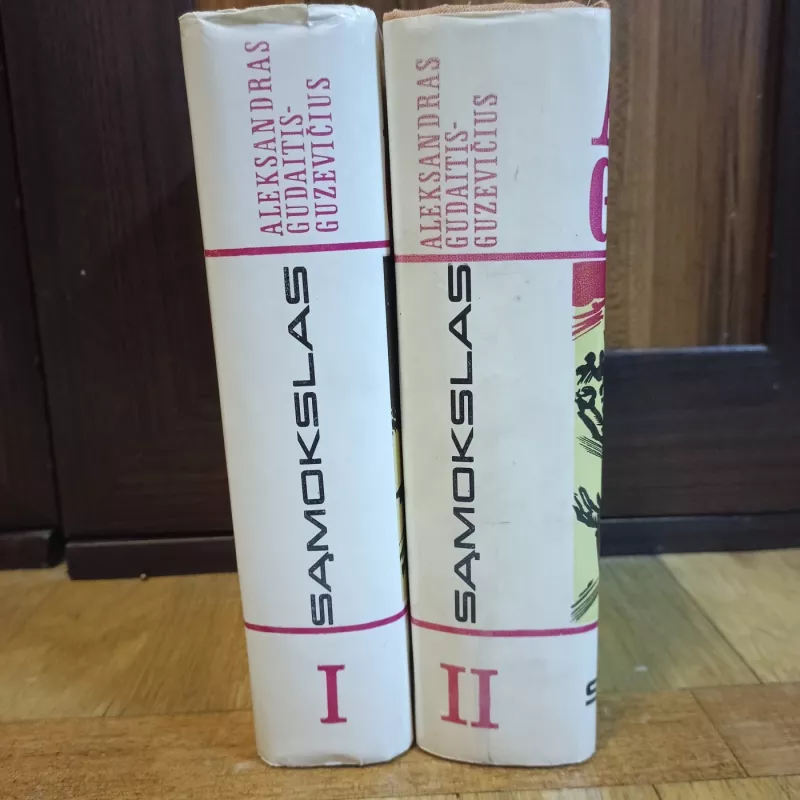 ALEKSANDRAS
GUDAITIS-
GUZEVIČIUS
SĄMOKSLAS
I
ALEKSANDRAS
GUDAITIS-
GUZEVIČIUS
SĄMOKSLAS
II
G